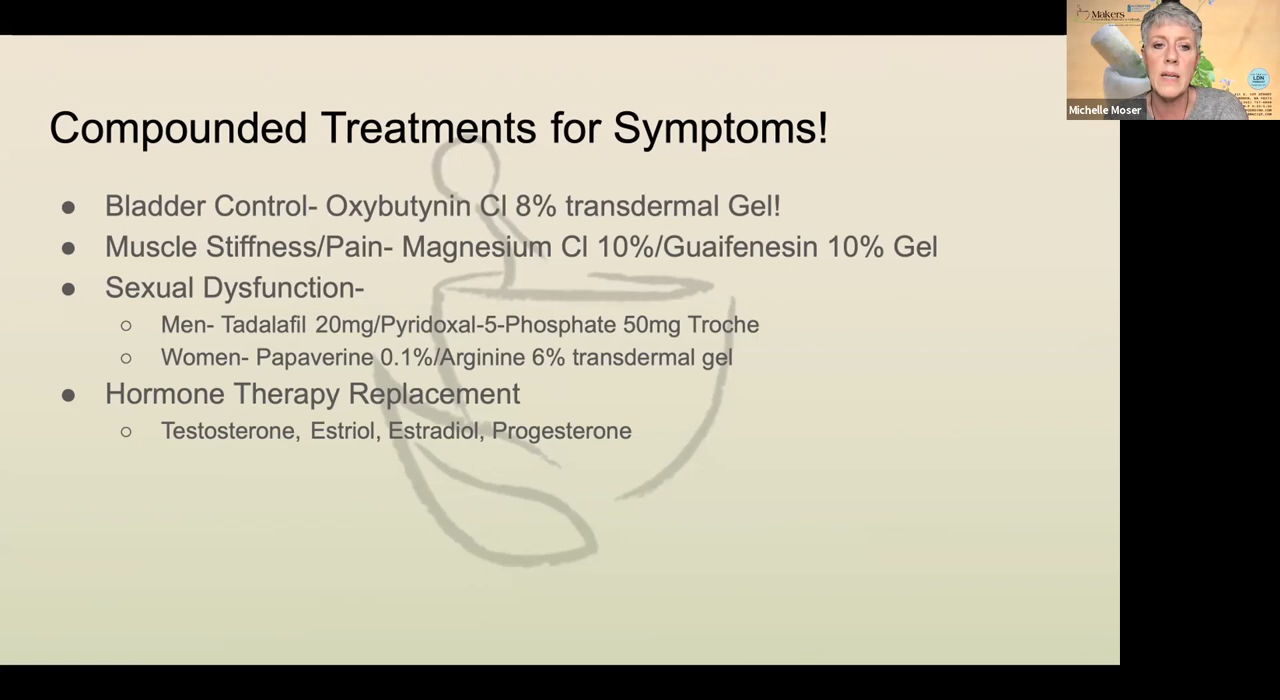 Compounded Treatments for Symptoms!
● Bladder Control- Oxybutynin Cl 8% transdermal Gel!
● Muscle Stiffness/Pain- Magnesium Cl 10%/Guaifenesin 10% Gel
● Sexual Dysfunction-
○ Men- Tadalafil 20mg/Pyridoxal-5-Phosphate 50mg Troche
○ Women- Papaverine 0.1%/Arginine 6% transdermal gel
● Hormone Therapy Replacement
○ Testosterone, Estriol, Estradiol, Progesterone
Makers
LDN
Michelle Moser